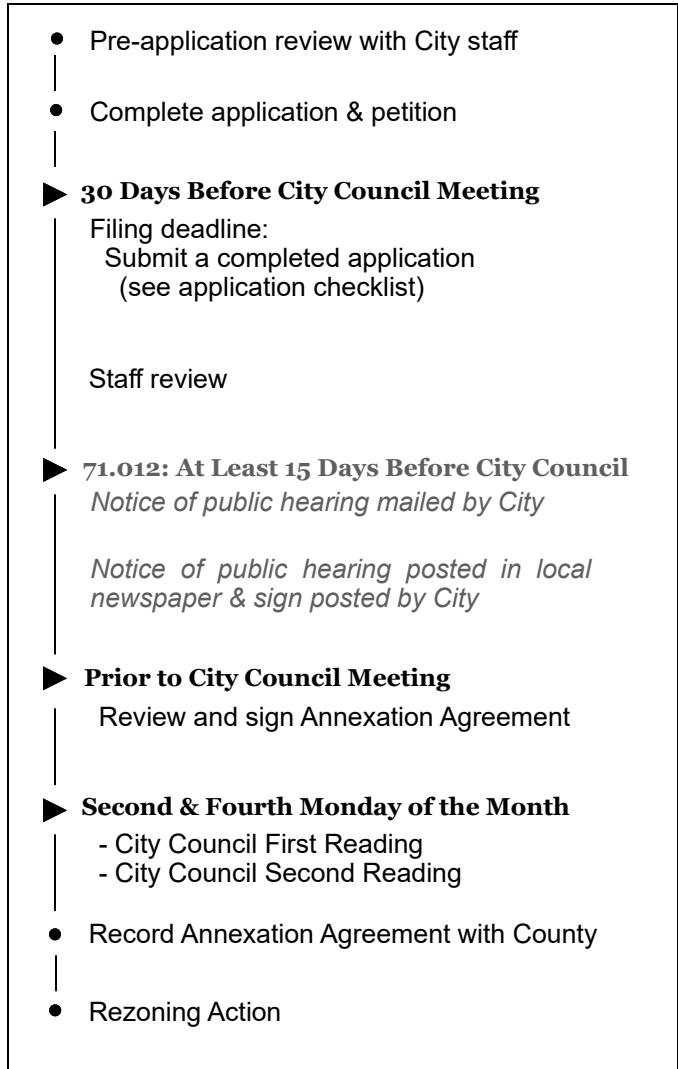 Pre-application review with City staff
Complete application & petition
30 Days Before City Council Meeting
Filing deadline:
Submit a completed application
(see application checklist)
Staff review
71.012: At Least 15 Days Before City Council
Notice of public hearing mailed by City
Notice of public hearing posted in local
newspaper & sign posted by City
Prior to City Council Meeting
Review and sign Annexation Agreement
Second & Fourth Monday of the Month
- City Council First Reading
- City Council Second Reading
Record Annexation Agreement with County
Rezoning Action